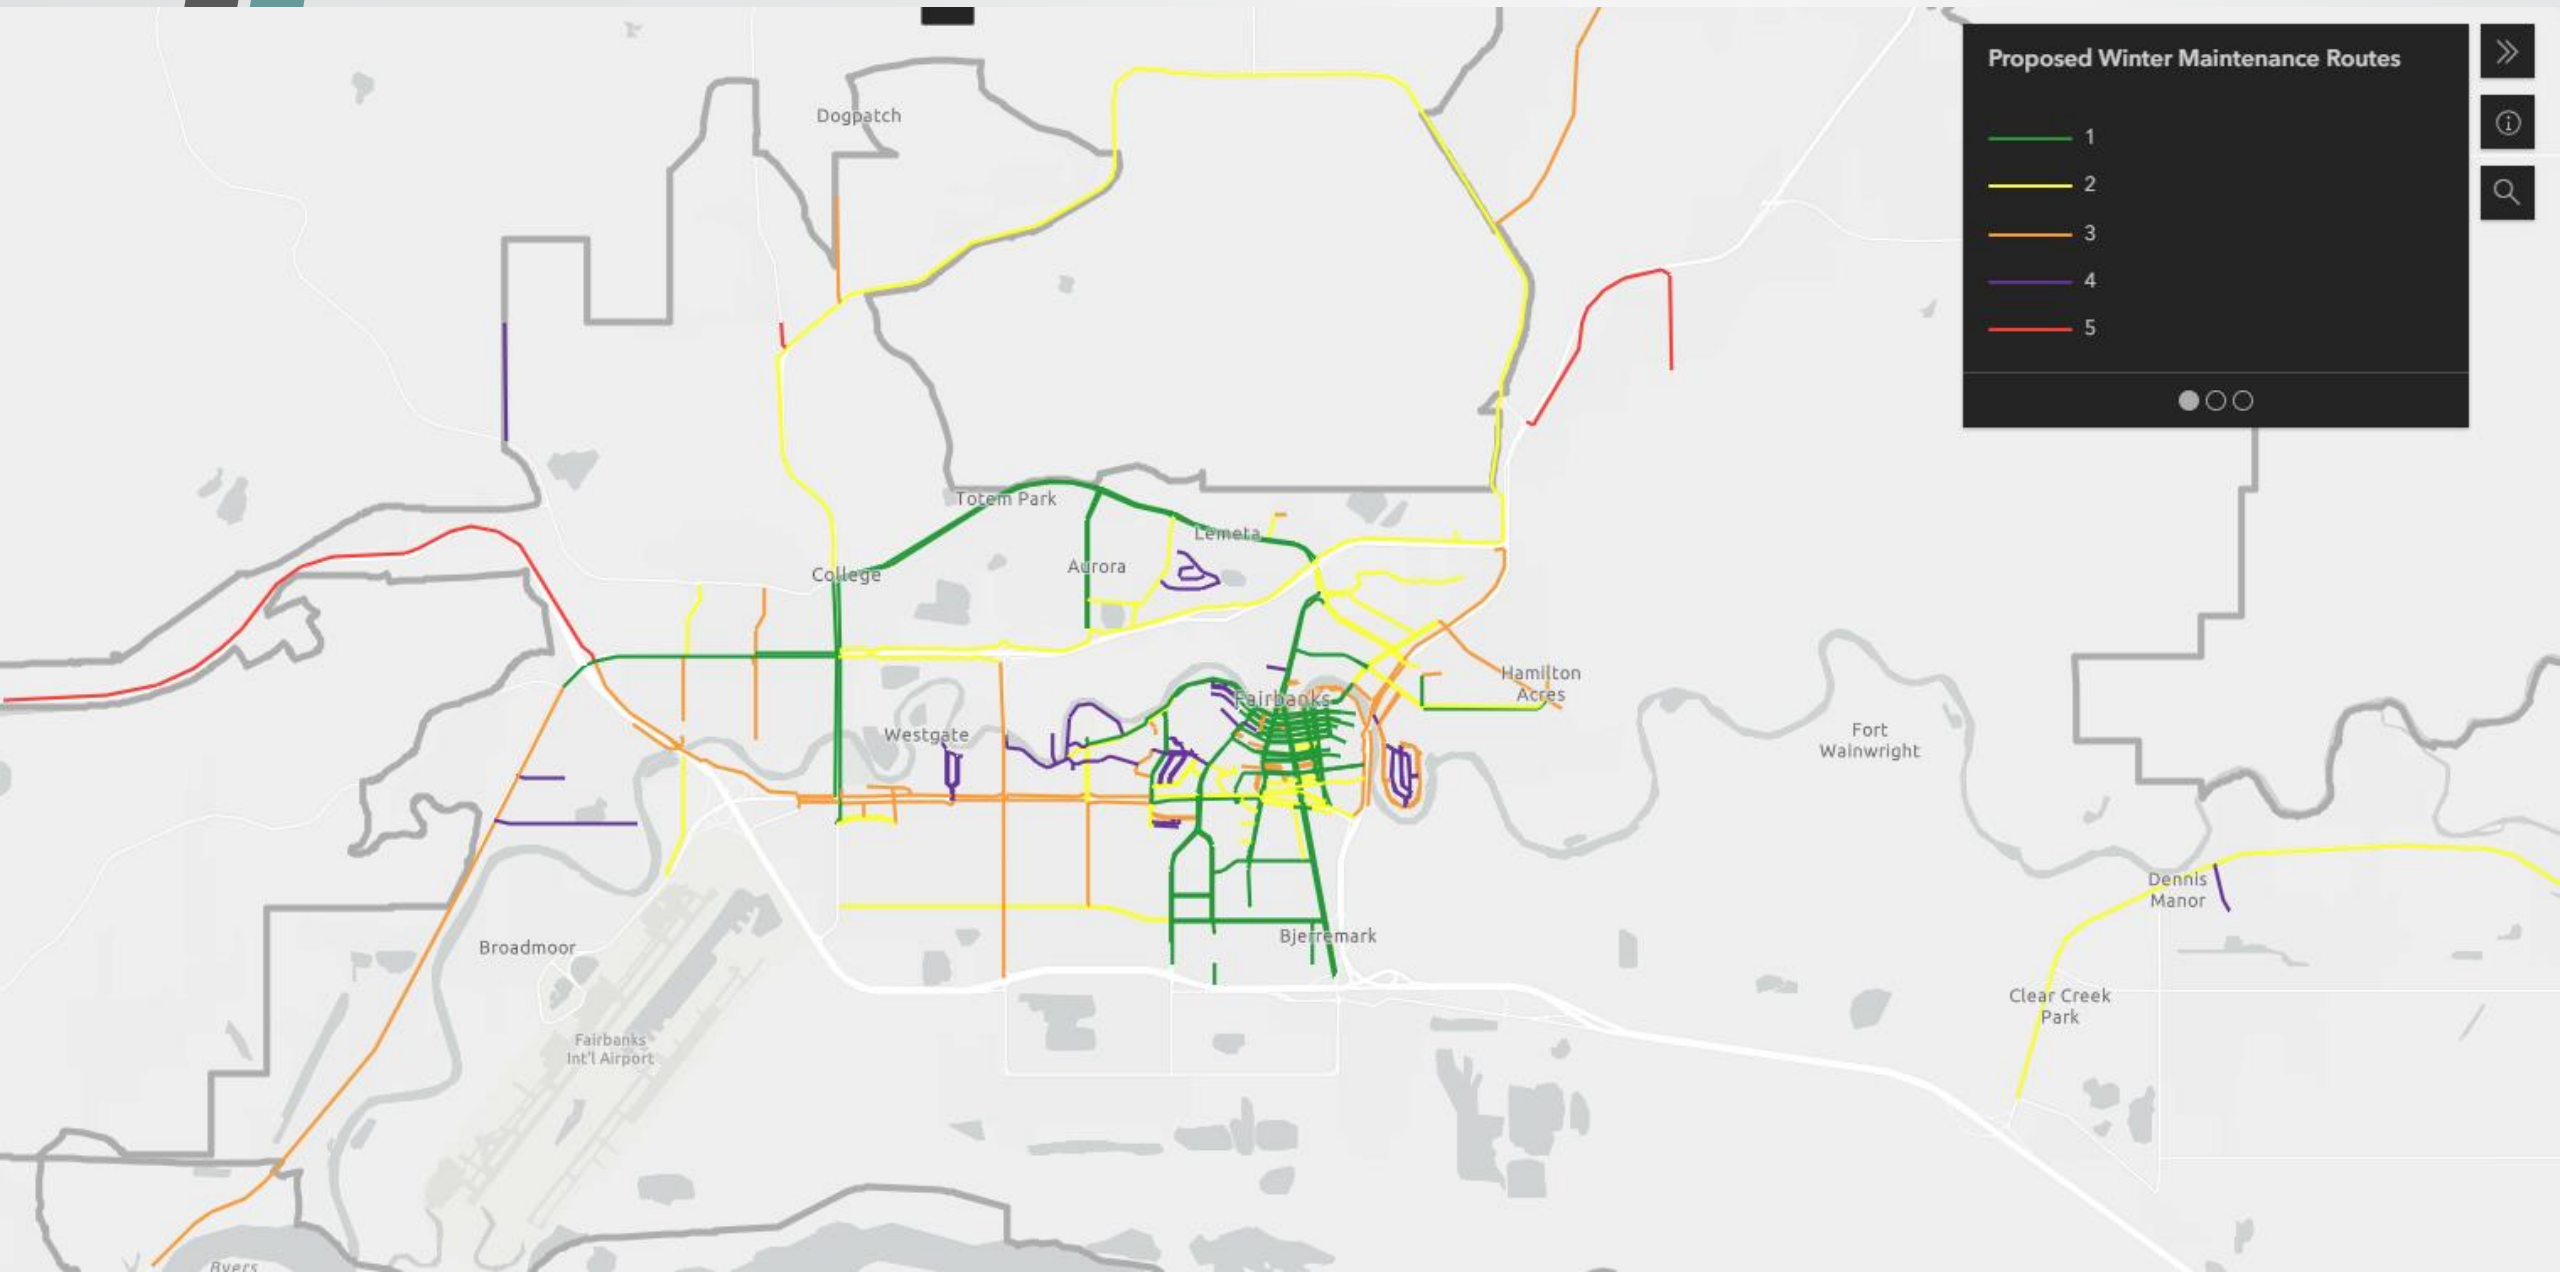 Proposed Winter Maintenance Routes
1
2
3
4
5
Dogpatch
Totem Park
Lemeta
College
Aurora
Hamilton
Acres
Fairbanks
Westgate
Fort
Wainwright
Dennis
Manor
Broadmoor
Bjerremark
Clear Creek
Park
Fairbanks
Int'l Airport
Byers